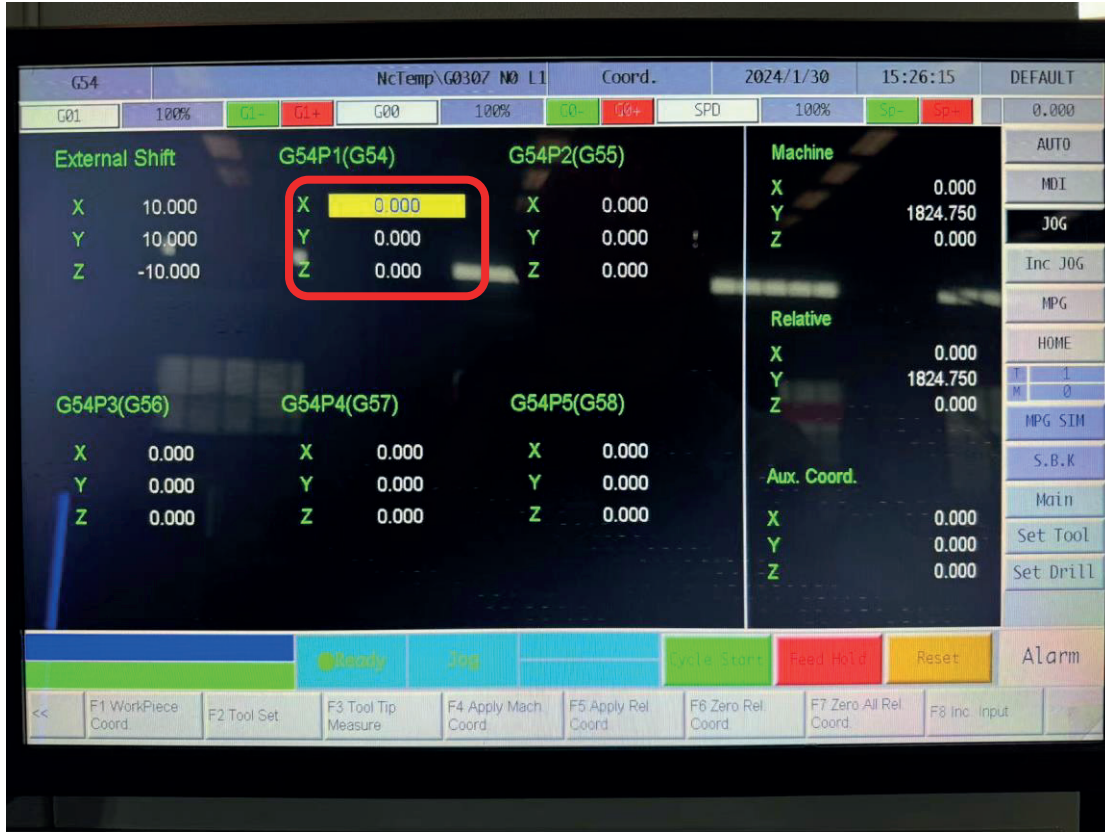 G54 NcTemp\G0307 N0 L1 Coord. 2024/1/30 15:26:15 DEFAULT
G01 100% G1- G1+ G00 100% G0- G0+ SPD 100% Sp- Sp+ 0.000
External Shift
X 10.000
Y 10.000
Z -10.000
G54P1(G54)
X 0.000
Y 0.000
Z 0.000
G54P2(G55)
X 0.000
Y 0.000
Z 0.000
G54P3(G56)
X 0.000
Y 0.000
Z 0.000
G54P4(G57)
X 0.000
Y 0.000
Z 0.000
G54P5(G58)
X 0.000
Y 0.000
Z 0.000
Machine
X 0.000
Y 1824.750
Z 0.000
Relative
X 0.000
Y 1824.750
Z 0.000
Aux. Coord.
X 0.000
Y 0.000
Z 0.000
AUTO
MDI
JOG
Inc JOG
MPG
HOME
T 1
M 0
MPG SIM
S.B.K
Main
Set Tool
Set Drill
Ready Jog Cycle Start Feed Hold Reset Alarm
<<
F1 WorkPiece
Coord.
F2 Tool Set
F3 Tool Tip
Measure
F4 Apply Mach.
Coord.
F5 Apply Rel.
Coord.
F6 Zero Rel.
Coord.
F7 Zero All Rel.
Coord.
F8 Inc. Input